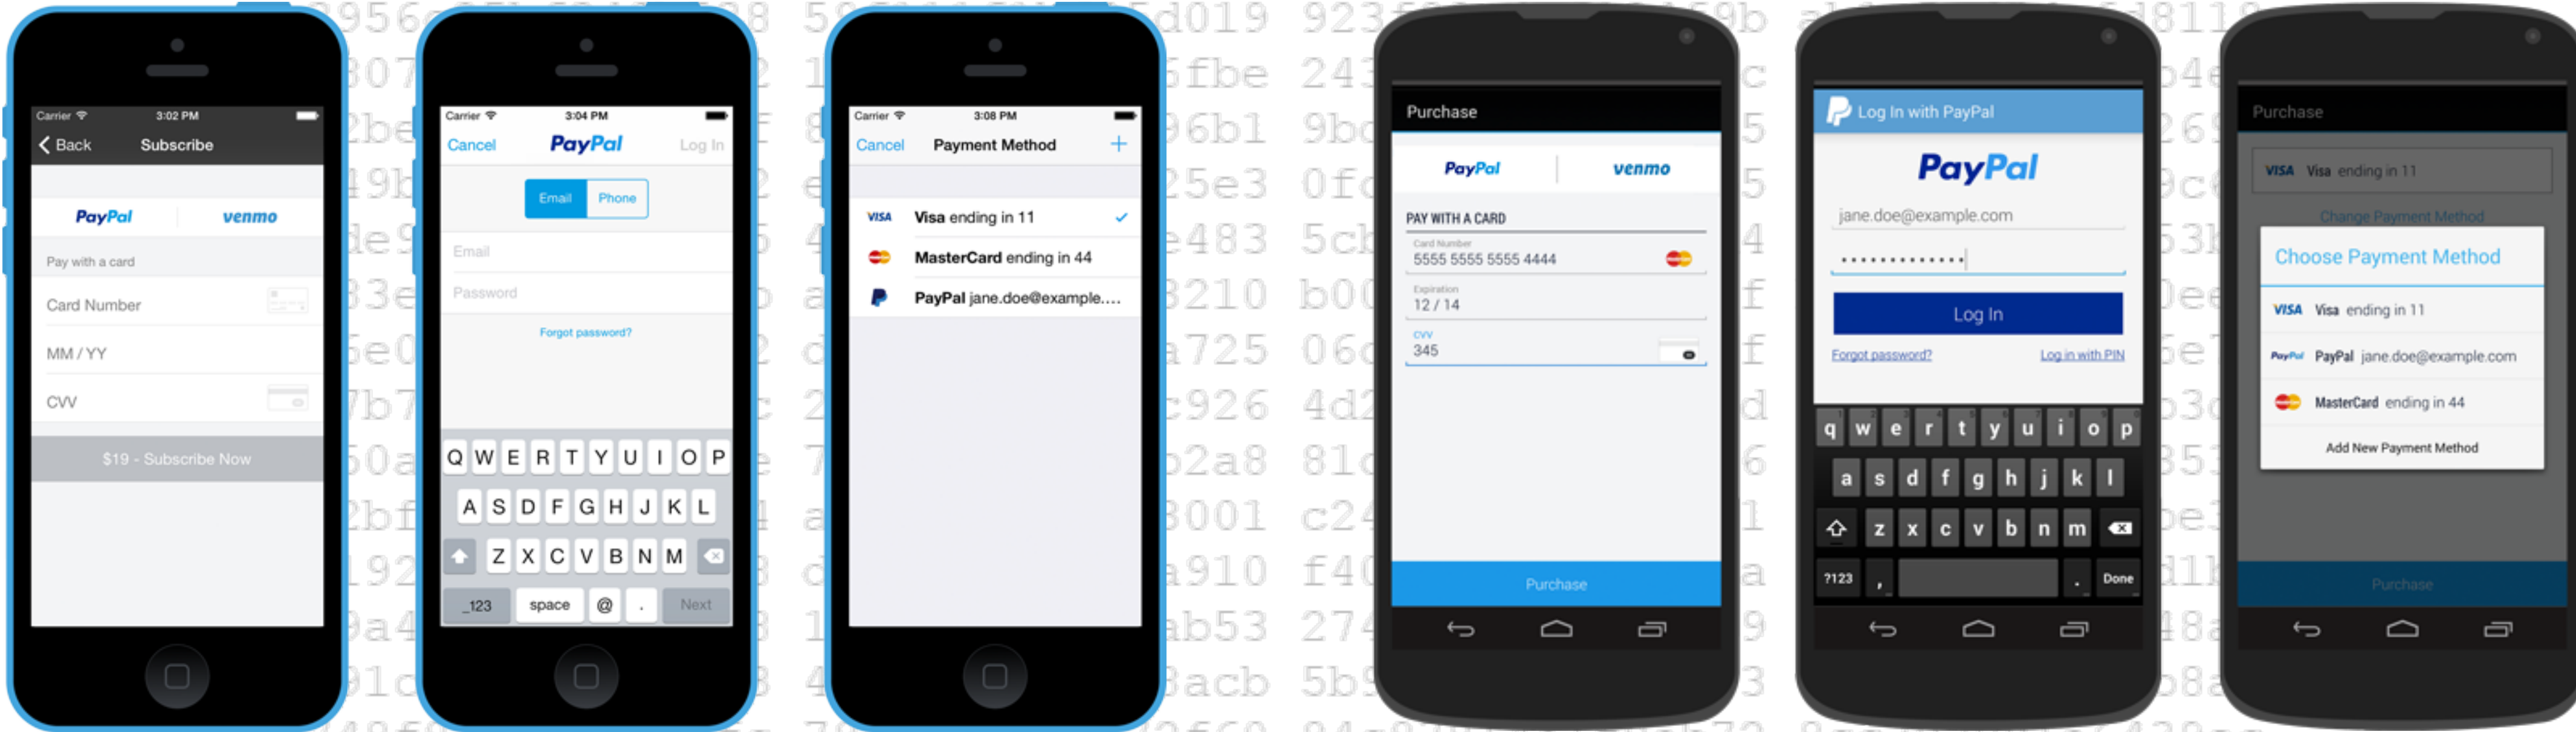 Carrier 3:02 PM
Back Subscribe
PayPal venmo
Pay with a card
Card Number
MM / YY
CVV
$19 - Subscribe Now
Carrier 3:04 PM
Cancel PayPal Log In
Email Phone
Email
Password
Forgot password?
Q W E R T Y U I O P
A S D F G H J K L
Z X C V B N M
_123 space @ . Next
Carrier 3:08 PM
Cancel Payment Method +
VISA Visa ending in 11
MasterCard ending in 44
PayPal jane.doe@example....
Purchase
PayPal venmo
PAY WITH A CARD
Card Number
5555 5555 5555 4444
Expiration
12 / 14
CVV
345
Purchase
Log In with PayPal
PayPal
jane.doe@example.com
Log In
Forgot password? Log in with PIN
q w e r t y u i o p
a s d f g h j k l
z x c v b n m
?123 , . Done
Purchase
VISA Visa ending in 11
Change Payment Method
Choose Payment Method
VISA Visa ending in 11
PayPal PayPal jane.doe@example.com
MasterCard ending in 44
Add New Payment Method
Purchase